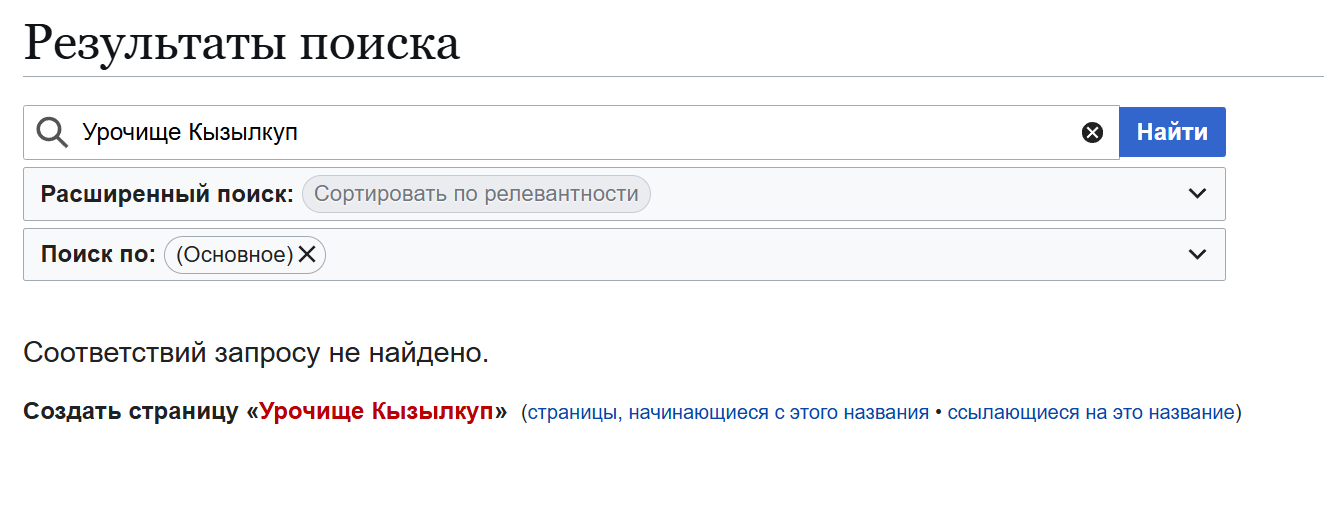 Результаты поиска
Урочище Кызылкуп
Найти
Расширенный поиск: Сортировать по релевантности
Поиск по: (Основное)
Соответствий запросу не найдено.
Создать страницу «Урочище Кызылкуп» (страницы, начинающиеся с этого названия • ссылающиеся на это название)